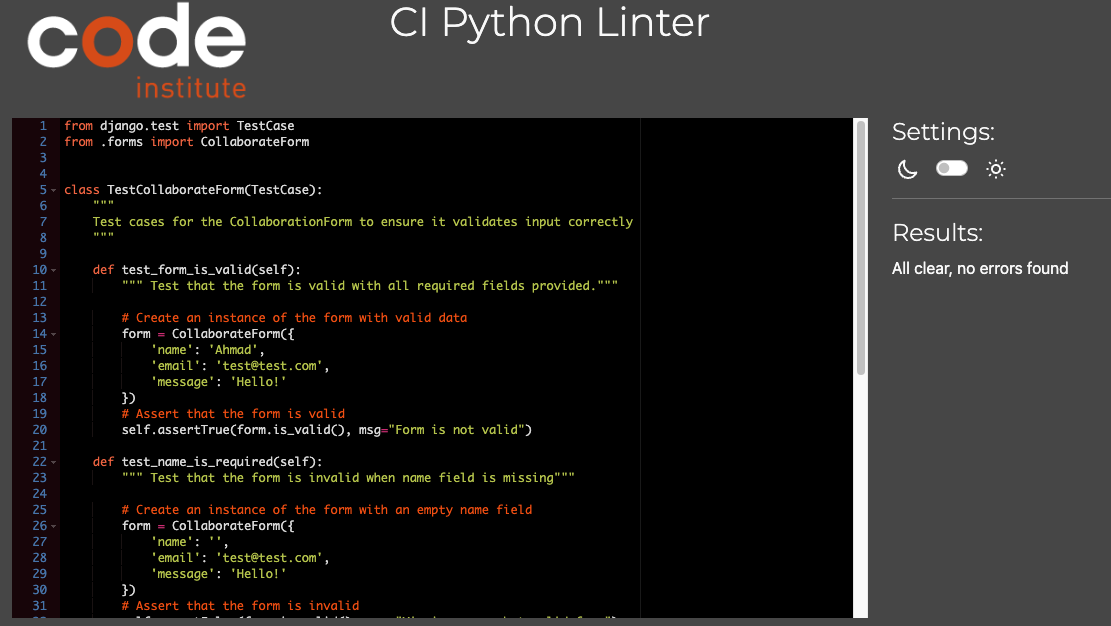 code
institute
CI Python Linter
1 from django.test import TestCase
2 from .forms import CollaborateForm
3
4
5 class TestCollaborateForm(TestCase):
6 """
7 Test cases for the CollaborationForm to ensure it validates input correctly
8 """
9
10 def test_form_is_valid(self):
11 """ Test that the form is valid with all required fields provided."""
12
13 # Create an instance of the form with valid data
14 form = CollaborateForm({
15 'name': 'Ahmad',
16 'email': 'test@test.com',
17 'message': 'Hello!'
18 })
19 # Assert that the form is valid
20 self.assertTrue(form.is_valid(), msg="Form is not valid")
21
22 def test_name_is_required(self):
23 """ Test that the form is invalid when name field is missing"""
24
25 # Create an instance of the form with an empty name field
26 form = CollaborateForm({
27 'name': '',
28 'email': 'test@test.com',
29 'message': 'Hello!'
30 })
31 # Assert that the form is invalid
Settings:
Results:
All clear, no errors found